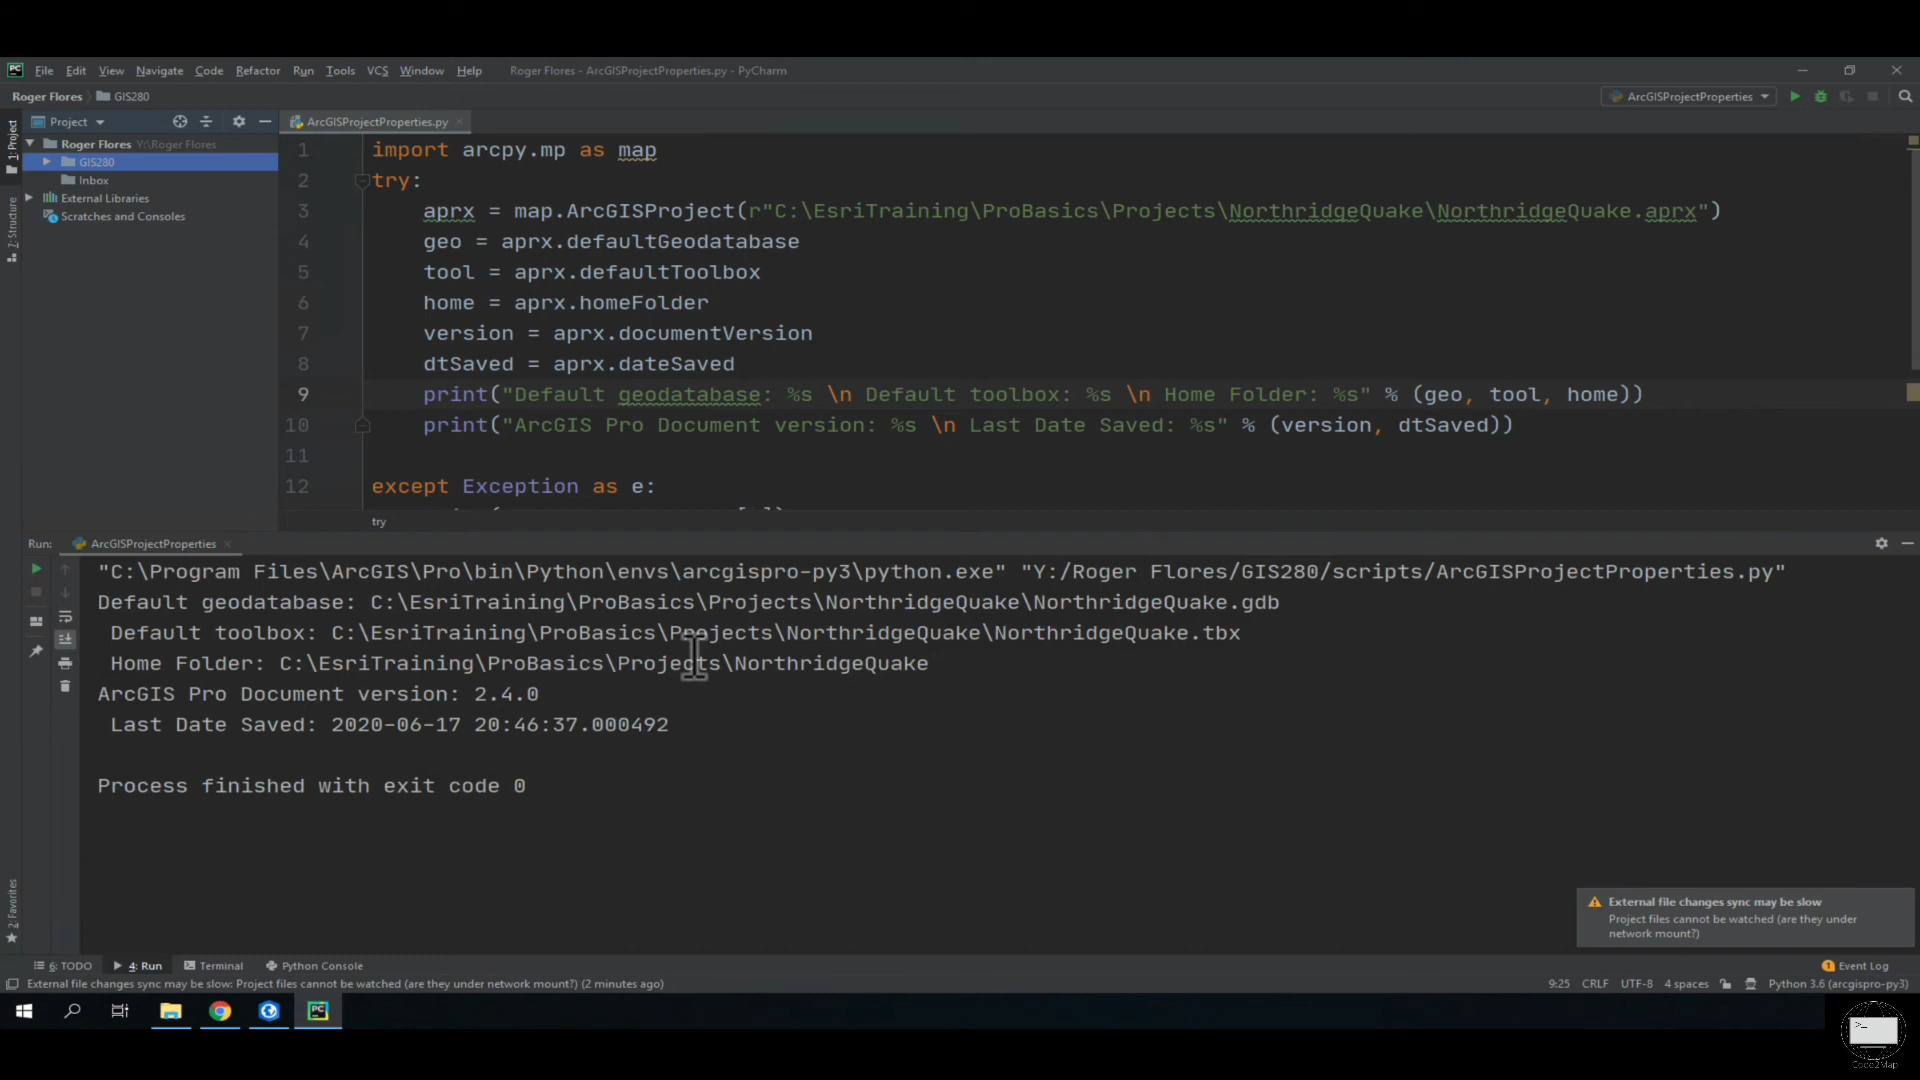 PC File Edit View Navigate Code Refactor Run Tools VCS Window Help Roger Flores - ArcGISProjectProperties.py - PyCharm
Roger Flores GIS280 ArcGISProjectProperties
Project ArcGISProjectProperties.py
1: Project
Roger Flores Y:\Roger Flores
GIS280
Inbox
External Libraries
Scratches and Consoles
7: Structure
1 import arcpy.mp as map
2 try:
3 aprx = map.ArcGISProject(r"C:\EsriTraining\ProBasics\Projects\NorthridgeQuake\NorthridgeQuake.aprx")
4 geo = aprx.defaultGeodatabase
5 tool = aprx.defaultToolbox
6 home = aprx.homeFolder
7 version = aprx.documentVersion
8 dtSaved = aprx.dateSaved
9 print("Default geodatabase: %s \n Default toolbox: %s \n Home Folder: %s" % (geo, tool, home))
10 print("ArcGIS Pro Document version: %s \n Last Date Saved: %s" % (version, dtSaved))
11
12 except Exception as e:
try
Run: ArcGISProjectProperties
"C:\Program Files\ArcGIS\Pro\bin\Python\envs\arcgispro-py3\python.exe" "Y:/Roger Flores/GIS280/scripts/ArcGISProjectProperties.py"
Default geodatabase: C:\EsriTraining\ProBasics\Projects\NorthridgeQuake\NorthridgeQuake.gdb
Default toolbox: C:\EsriTraining\ProBasics\Projects\NorthridgeQuake\NorthridgeQuake.tbx
Home Folder: C:\EsriTraining\ProBasics\Projects\NorthridgeQuake
ArcGIS Pro Document version: 2.4.0
Last Date Saved: 2020-06-17 20:46:37.000492
Process finished with exit code 0
2: Favorites
External file changes sync may be slow
Project files cannot be watched (are they under
network mount?)
6: TODO 4: Run Terminal Python Console 1 Event Log
External file changes sync may be slow: Project files cannot be watched (are they under network mount?) (2 minutes ago) 9:25 CRLF UTF-8 4 spaces Python 3.6 (arcgispro-py3)
PC
>_
Code2Map